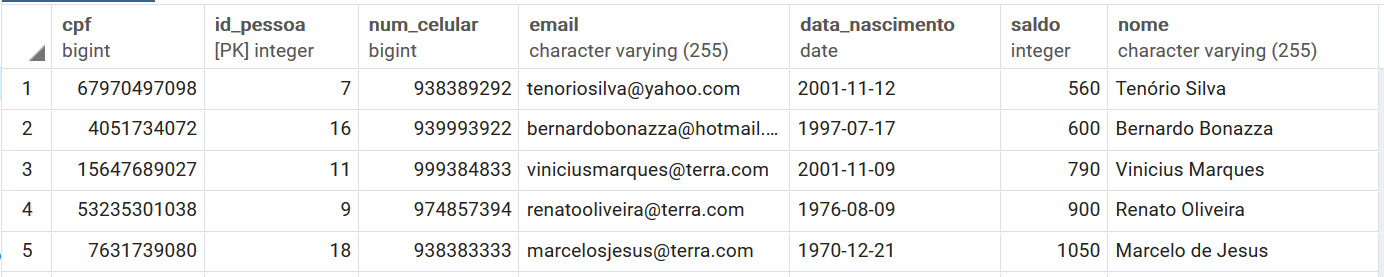 cpf id_pessoa num_celular email data_nascimento saldo nome
bigint [PK] integer bigint character varying (255) date integer character varying (255)
1 67970497098 7 938389292 tenoriosilva@yahoo.com 2001-11-12 560 Tenório Silva
2 4051734072 16 939993922 bernardobonazza@hotmail.... 1997-07-17 600 Bernardo Bonazza
3 15647689027 11 999384833 viniciusmarques@terra.com 2001-11-09 790 Vinicius Marques
4 53235301038 9 974857394 renatooliveira@terra.com 1976-08-09 900 Renato Oliveira
5 7631739080 18 938383333 marcelosjesus@terra.com 1970-12-21 1050 Marcelo de Jesus